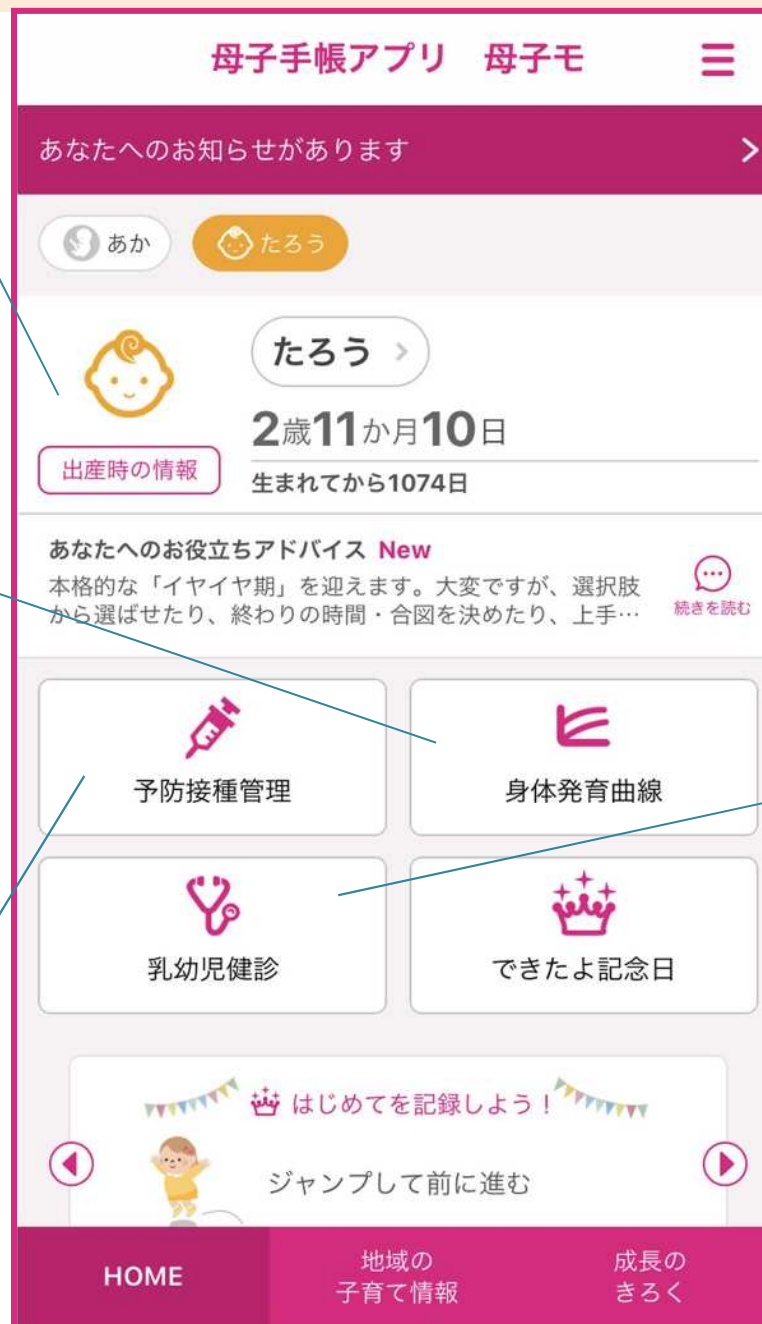 母子手帳アプリ　母子モ
あなたへのお知らせがあります
あか
たろう
たろう
2歳11か月10日
出産時の情報
生まれてから1074日
あなたへのお役立ちアドバイス New
本格的な「イヤイヤ期」を迎えます。大変ですが、選択肢
から選ばせたり、終わりの時間・合図を決めたり、上手…
続きを読む
予防接種管理
身体発育曲線
乳幼児健診
できたよ記念日
はじめてを記録しよう！
ジャンプして前に進む
HOME
地域の
子育て情報
成長の
きろく